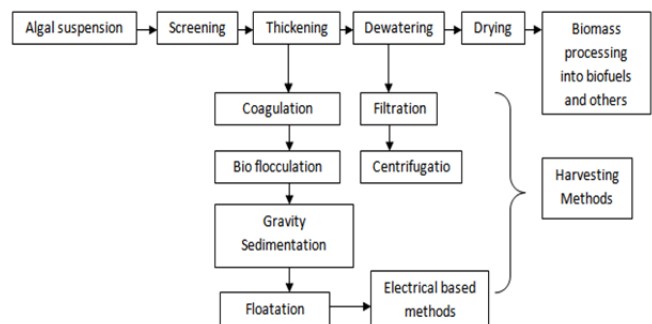 Algal suspension
Screening
Thickening
Dewatering
Drying
Biomass
processing
into biofuels
and others
Coagulation
Filtration
Bio flocculation
Centrifugatio
Harvesting
Methods
Gravity
Sedimentation
Floatation
Electrical based
methods